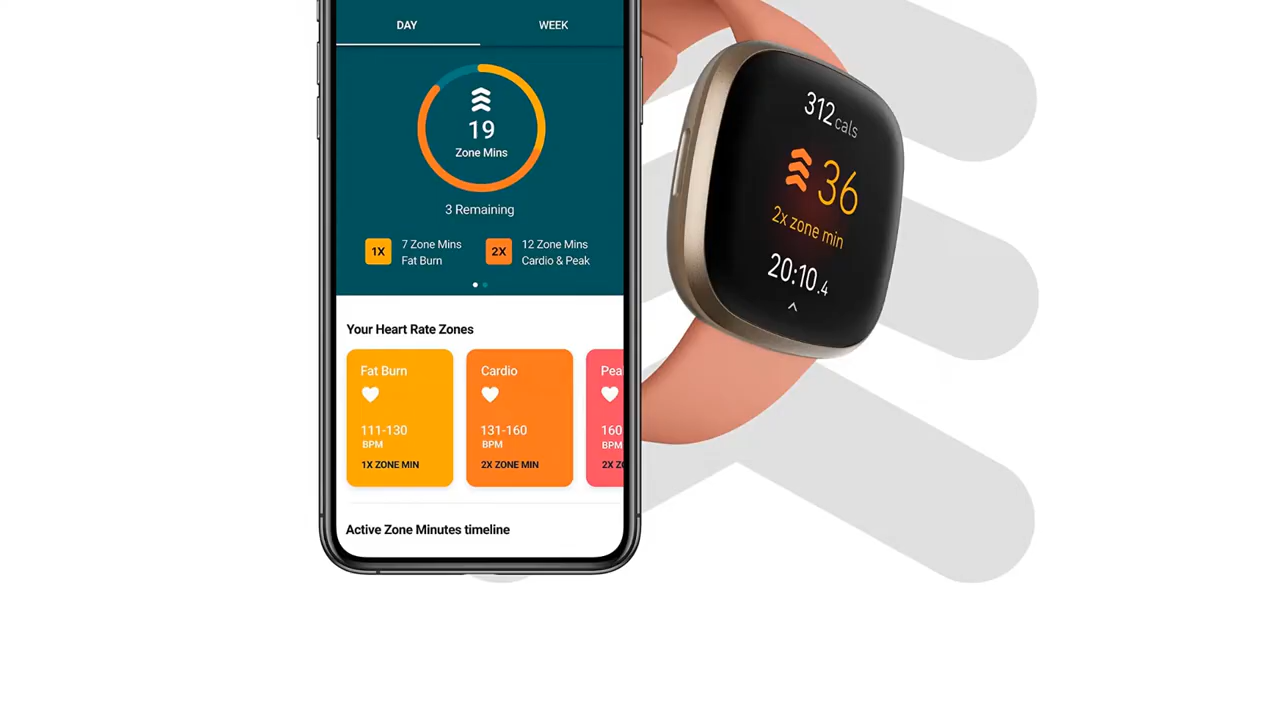 DAY
WEEK
19
Zone Mins
3 Remaining
1X
7 Zone Mins
Fat Burn
2X
12 Zone Mins
Cardio & Peak
Your Heart Rate Zones
Fat Burn
111-130
BPM
1X ZONE MIN
Cardio
131-160
BPM
2X ZONE MIN
Pea
160
BPM
2X ZO
Active Zone Minutes timeline
312 cals
36
2x zone min
20:10.4